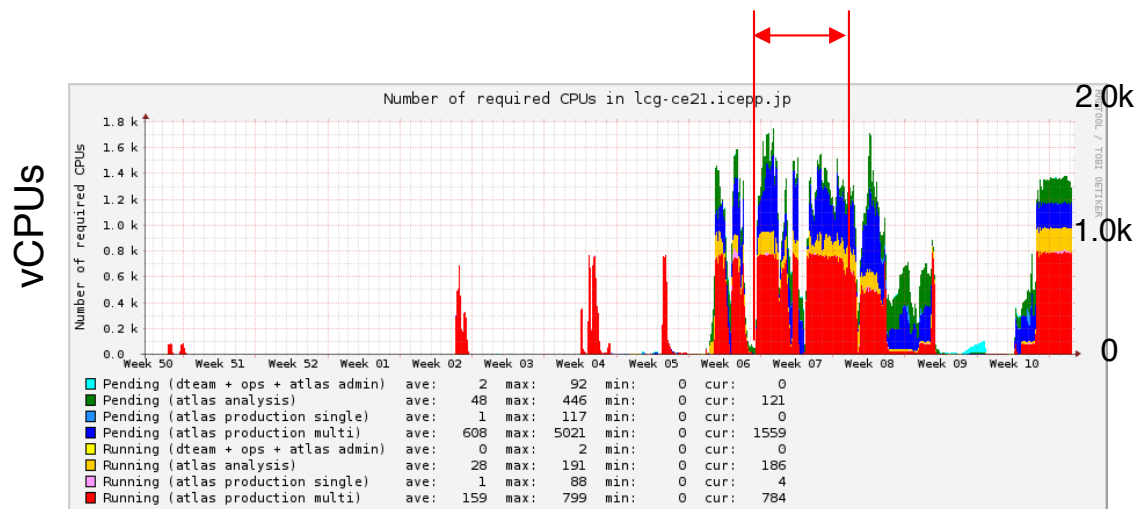 Number of required CPUs in lcg-ce21.icepp.jp
2.0k
RRDTOOL / TOBI OETIKER
vCPUs
Number of required CPUs
1.8 k
1.6 k
1.4 k
1.2 k
1.0 k
0.8 k
0.6 k
0.4 k
0.2 k
0.0
1.0k
0
Week 50 Week 51 Week 52 Week 01 Week 02 Week 03 Week 04 Week 05 Week 06 Week 07 Week 08 Week 09 Week 10
Pending (dteam + ops + atlas admin) ave: 2 max: 92 min: 0 cur: 0
Pending (atlas analysis) ave: 48 max: 446 min: 0 cur: 121
Pending (atlas production single) ave: 1 max: 117 min: 0 cur: 0
Pending (atlas production multi) ave: 608 max: 5021 min: 0 cur: 1559
Running (dteam + ops + atlas admin) ave: 0 max: 2 min: 0 cur: 0
Running (atlas analysis) ave: 28 max: 191 min: 0 cur: 186
Running (atlas production single) ave: 1 max: 88 min: 0 cur: 4
Running (atlas production multi) ave: 159 max: 799 min: 0 cur: 784